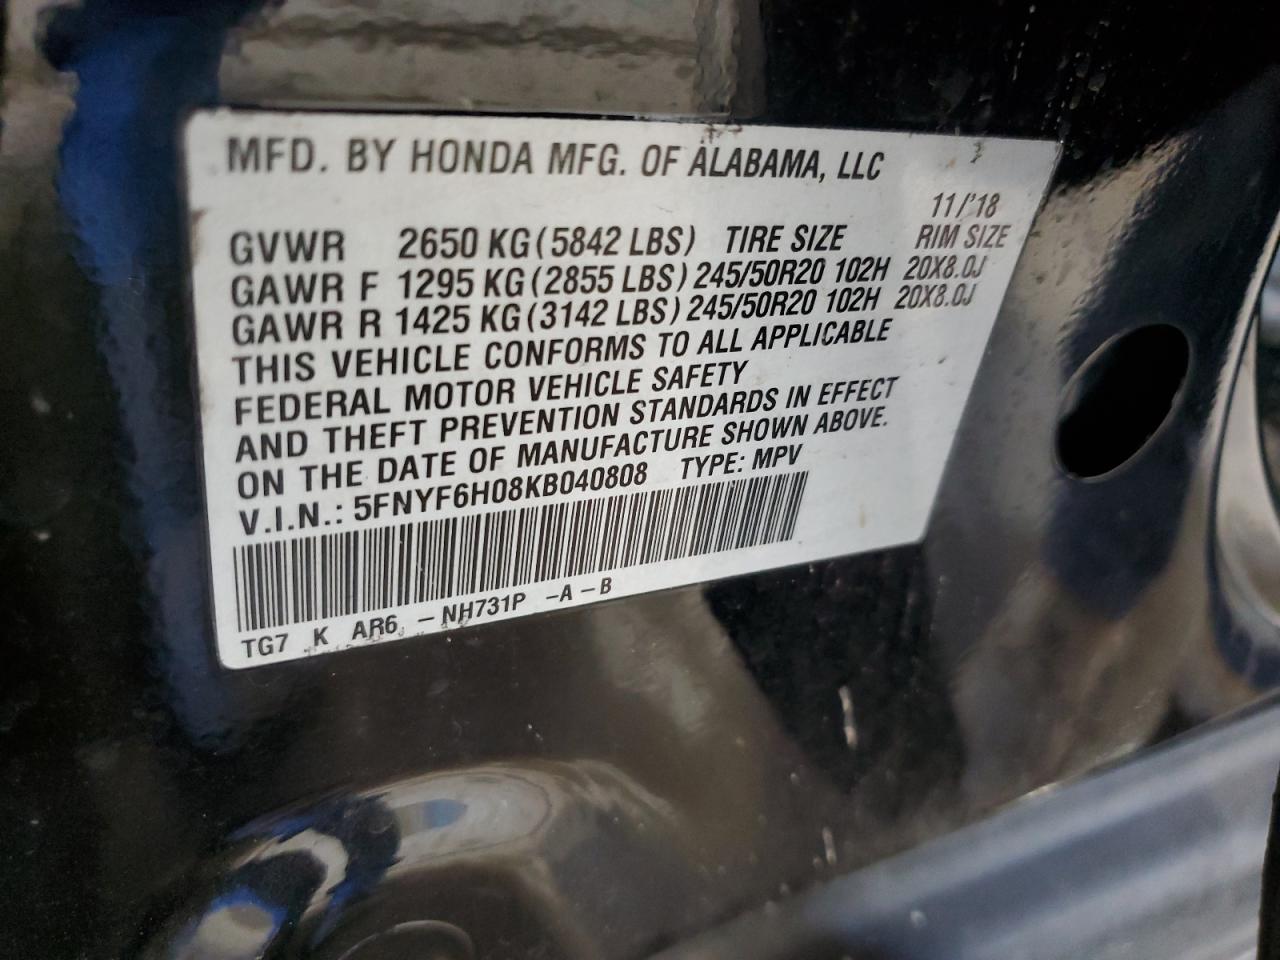 MFD. BY HONDA MFG. OF ALABAMA, LLC
11/'18
GVWR 2650 KG (5842 LBS) TIRE SIZE RIM SIZE
GAWR F 1295 KG (2855 LBS) 245/50R20 102H 20X8.0J
GAWR R 1425 KG (3142 LBS) 245/50R20 102H 20X8.0J
THIS VEHICLE CONFORMS TO ALL APPLICABLE
FEDERAL MOTOR VEHICLE SAFETY
AND THEFT PREVENTION STANDARDS IN EFFECT
ON THE DATE OF MANUFACTURE SHOWN ABOVE.
V.I.N.: 5FNYF6H08KB040808 TYPE: MPV
TG7 K AR6 - NH731P - A - B